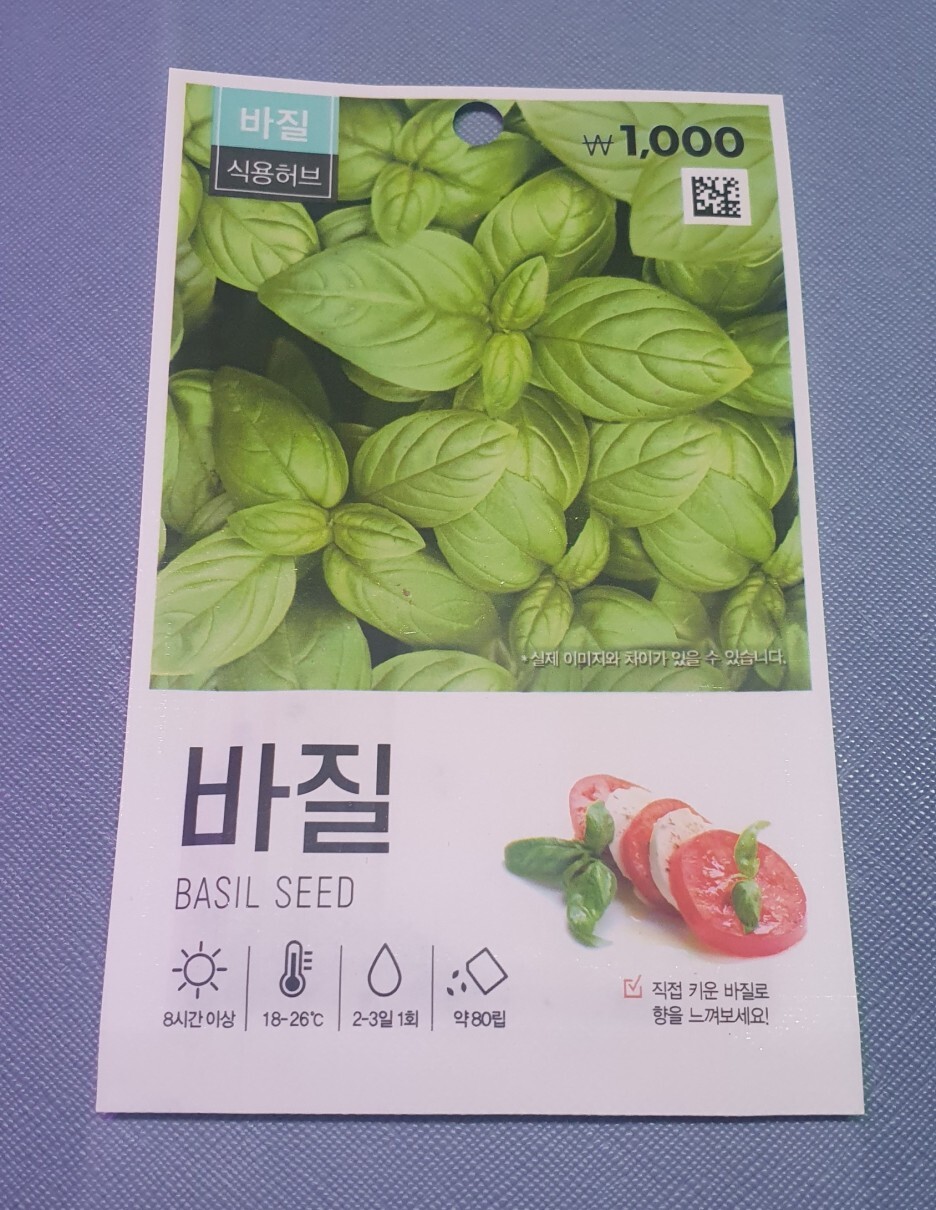 바질
식용허브
₩1,000
* 실제 이미지와 차이가 있을 수 있습니다.
바질
BASIL SEED
8시간 이상
18-26℃
2-3일 1회
약 80립
직접 키운 바질로
향을 느껴보세요!